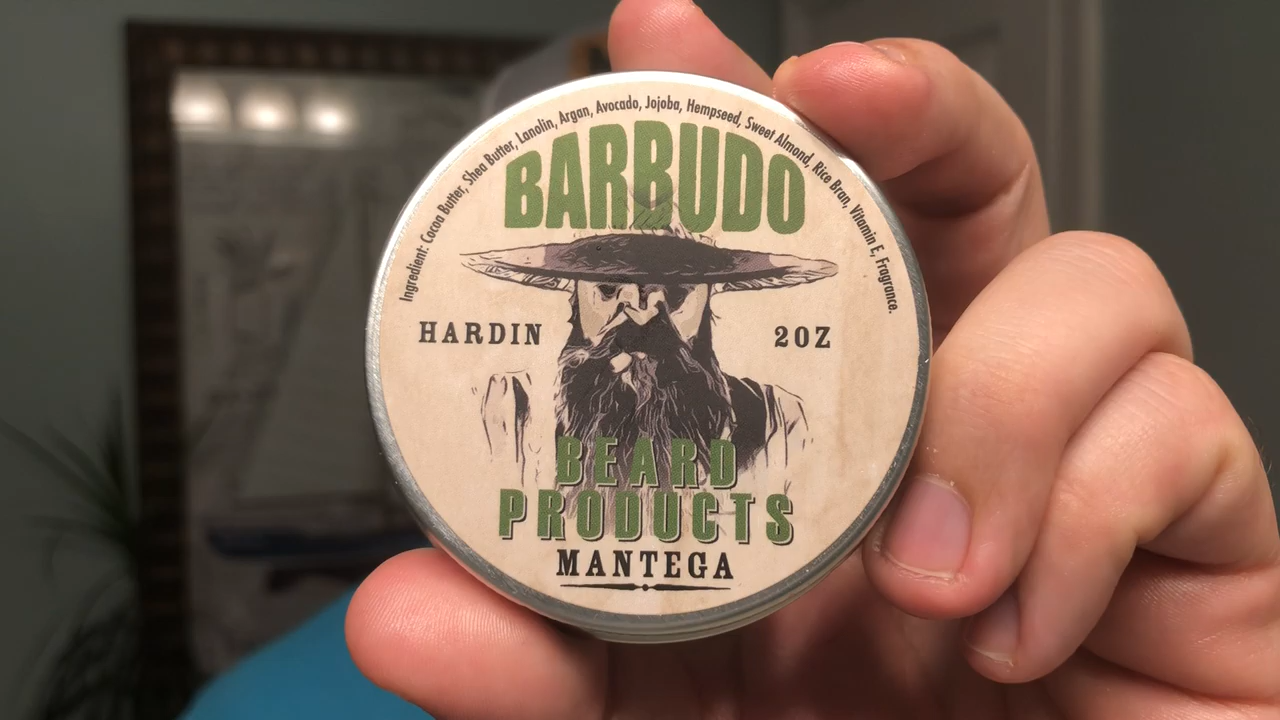 Ingredient: Cocoa Butter, Shea Butter, Lanolin, Argan, Avocado, Jojoba, Hempseed, Sweet Almond, Rice Bran, Vitamin E, Fragrance.
BARBUDO
HARDIN
2OZ
BEARD
PRODUCTS
MANTEGA